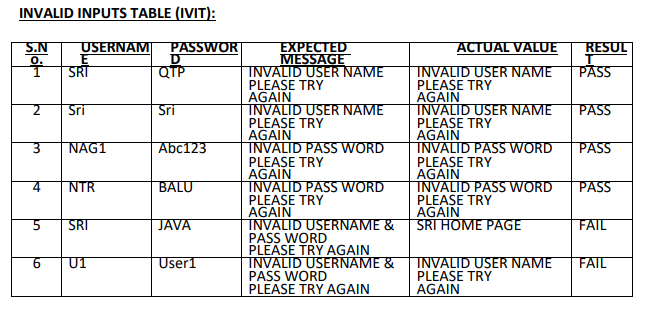 INVALID INPUTS TABLE (IVIT):
S.N USERNAM PASSWOR EXPECTED ACTUAL VALUE RESUL
o. E D MESSAGE T
1 SRI QTP INVALID USER NAME INVALID USER NAME PASS
PLEASE TRY PLEASE TRY
AGAIN AGAIN
2 Sri Sri INVALID USER NAME INVALID USER NAME PASS
PLEASE TRY PLEASE TRY
AGAIN AGAIN
3 NAG1 Abc123 INVALID PASS WORD INVALID PASS WORD PASS
PLEASE TRY PLEASE TRY
AGAIN AGAIN
4 NTR BALU INVALID PASS WORD INVALID PASS WORD PASS
PLEASE TRY PLEASE TRY
AGAIN AGAIN
5 SRI JAVA INVALID USERNAME & SRI HOME PAGE FAIL
PASS WORD
PLEASE TRY AGAIN
6 U1 User1 INVALID USERNAME & INVALID USER NAME FAIL
PASS WORD PLEASE TRY
PLEASE TRY AGAIN AGAIN